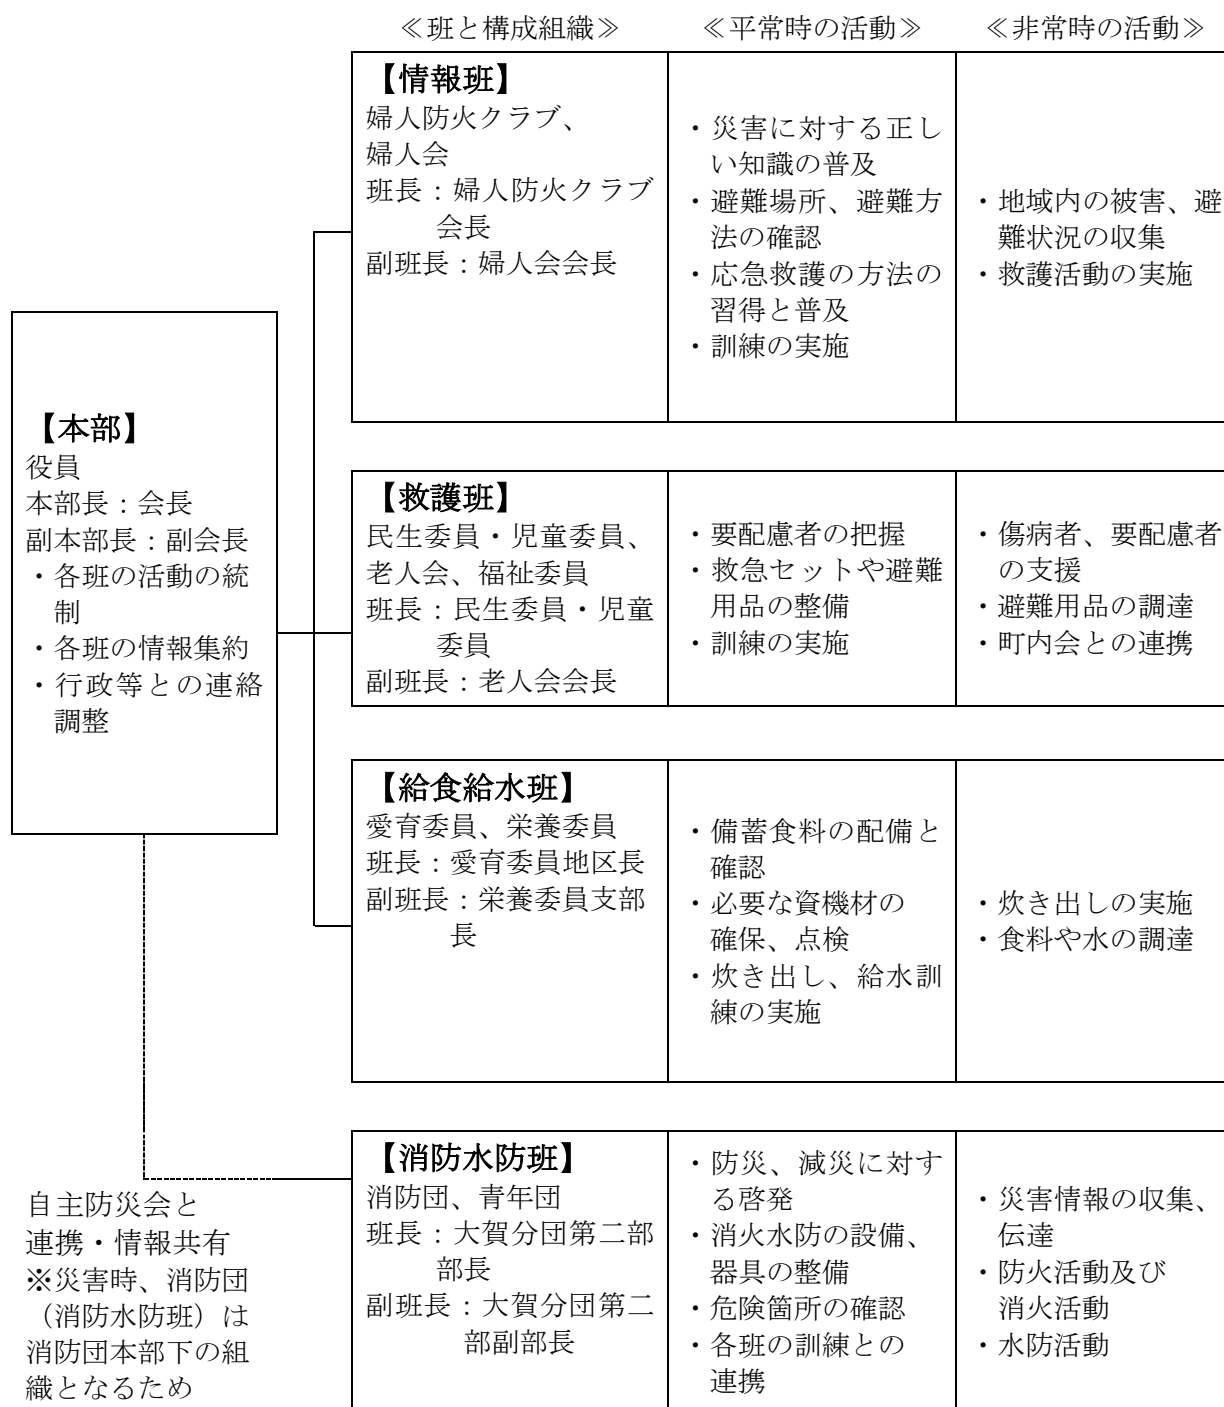 ≪班と構成組織≫
≪平常時の活動≫
≪非常時の活動≫
【本部】
役員
本部長：会長
副本部長：副会長
・各班の活動の統
制
・各班の情報集約
・行政等との連絡
調整
【情報班】
婦人防火クラブ、
婦人会
班長：婦人防火クラブ
会長
副班長：婦人会会長
・災害に対する正し
い知識の普及
・避難場所、避難方
法の確認
・応急救護の方法の
習得と普及
・訓練の実施
・地域内の被害、避
難状況の収集
・救護活動の実施
【救護班】
民生委員・児童委員、
老人会、福祉委員
班長：民生委員・児童
委員
副班長：老人会会長
・要配慮者の把握
・救急セットや避難
用品の整備
・訓練の実施
・傷病者、要配慮者
の支援
・避難用品の調達
・町内会との連携
【給食給水班】
愛育委員、栄養委員
班長：愛育委員地区長
副班長：栄養委員支部
長
・備蓄食料の配備と
確認
・必要な資機材の
確保、点検
・炊き出し、給水訓
練の実施
・炊き出しの実施
・食料や水の調達
【消防水防班】
消防団、青年団
班長：大賀分団第二部
部長
副班長：大賀分団第二
部副部長
・防災、減災に対す
る啓発
・消火水防の設備、
器具の整備
・危険箇所の確認
・各班の訓練との
連携
・災害情報の収集、
伝達
・防火活動及び
消火活動
・水防活動
自主防災会と
連携・情報共有
※災害時、消防団
（消防水防班）は
消防団本部下の組
織となるため